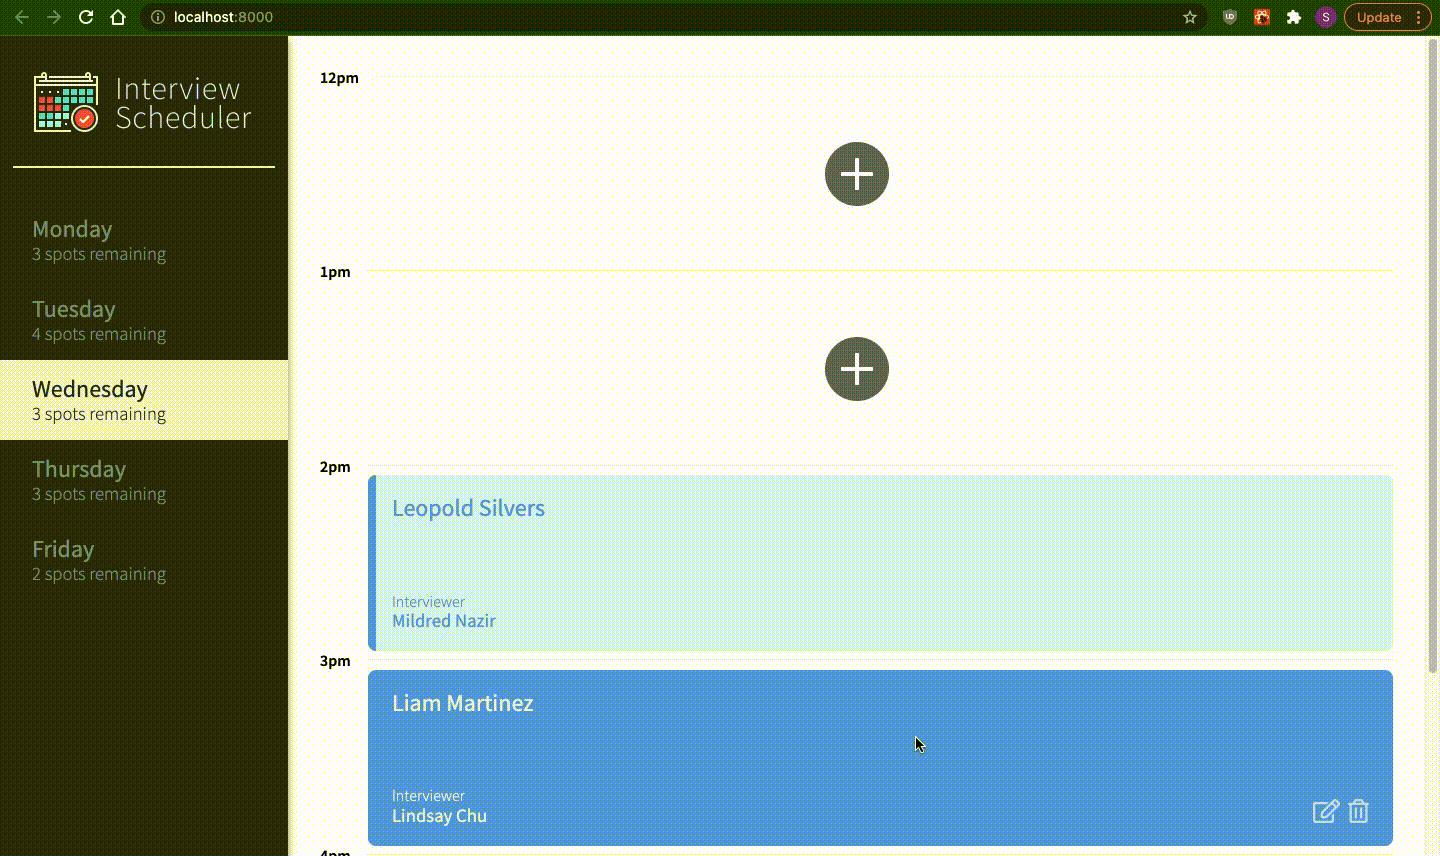 localhost:8000
S
Update
Interview
Scheduler
Monday
3 spots remaining
Tuesday
4 spots remaining
Wednesday
3 spots remaining
Thursday
3 spots remaining
Friday
2 spots remaining
12pm
1pm
2pm
Leopold Silvers
Interviewer
Mildred Nazir
3pm
Liam Martinez
Interviewer
Lindsay Chu
4pm